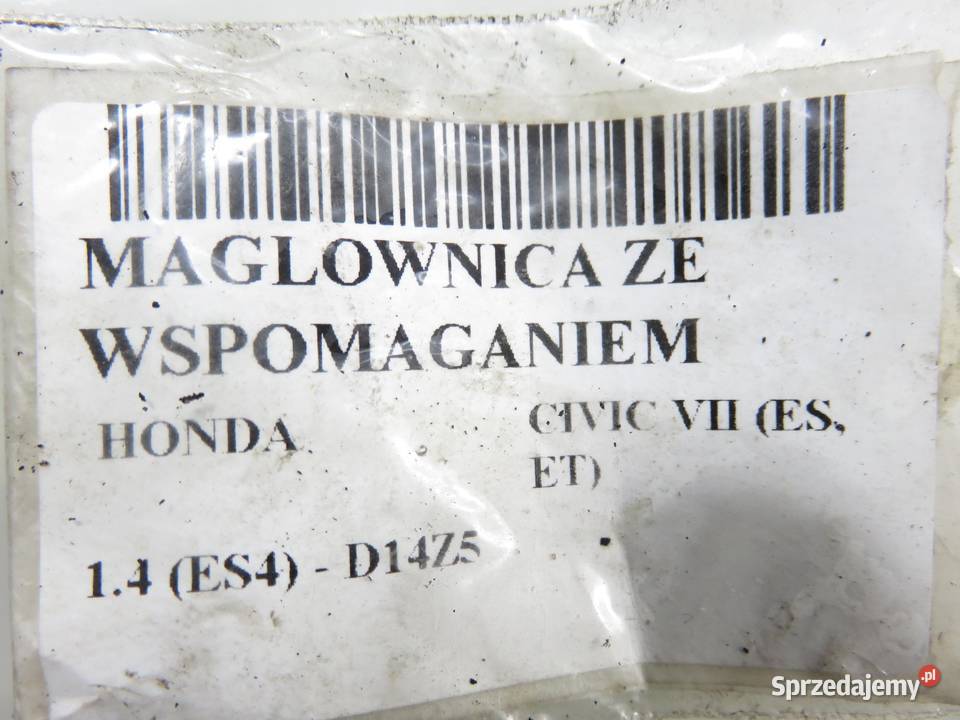 MAGLOWNICA ZE
WSPOMAGANIEM
HONDA
CIVIC VII (ES,
ET)
1.4 (ES4) - D14Z5
Sprzedajemy.pl